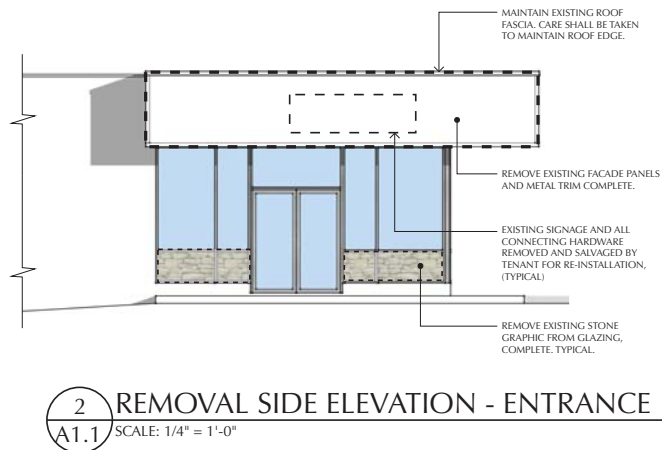 MAINTAIN EXISTING ROOF
FASCIA. CARE SHALL BE TAKEN
TO MAINTAIN ROOF EDGE.
REMOVE EXISTING FACADE PANELS
AND METAL TRIM COMPLETE.
EXISTING SIGNAGE AND ALL
CONNECTING HARDWARE
REMOVED AND SALVAGED BY
TENANT FOR RE-INSTALLATION,
(TYPICAL)
REMOVE EXISTING STONE
GRAPHIC FROM GLAZING,
COMPLETE. TYPICAL.
2
A1.1
REMOVAL SIDE ELEVATION - ENTRANCE
SCALE: 1/4" = 1'-0"